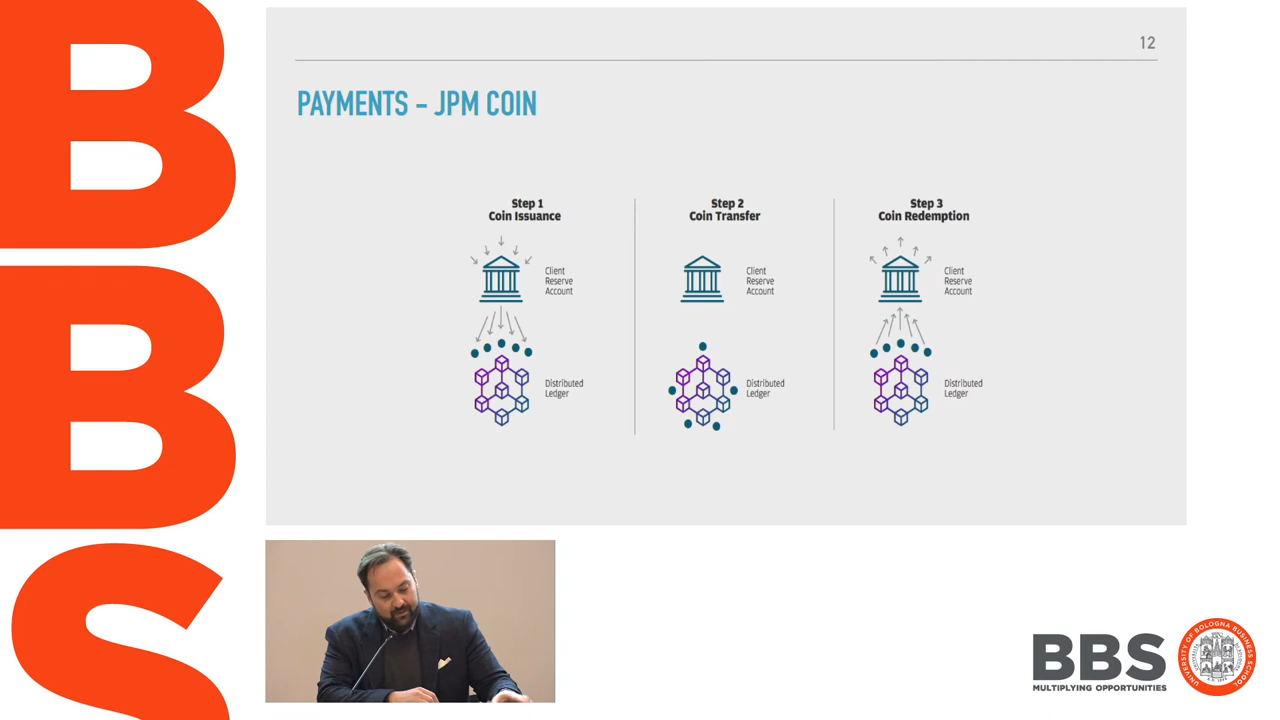 BBS
12
PAYMENTS – JPM COIN
Step 1
Coin Issuance
Client
Reserve
Account
Distributed
Ledger
Step 2
Coin Transfer
Client
Reserve
Account
Distributed
Ledger
Step 3
Coin Redemption
Client
Reserve
Account
Distributed
Ledger
BBS
MULTIPLYING OPPORTUNITIES
UNIVERSITY OF BOLOGNA BUSINESS SCHOOL